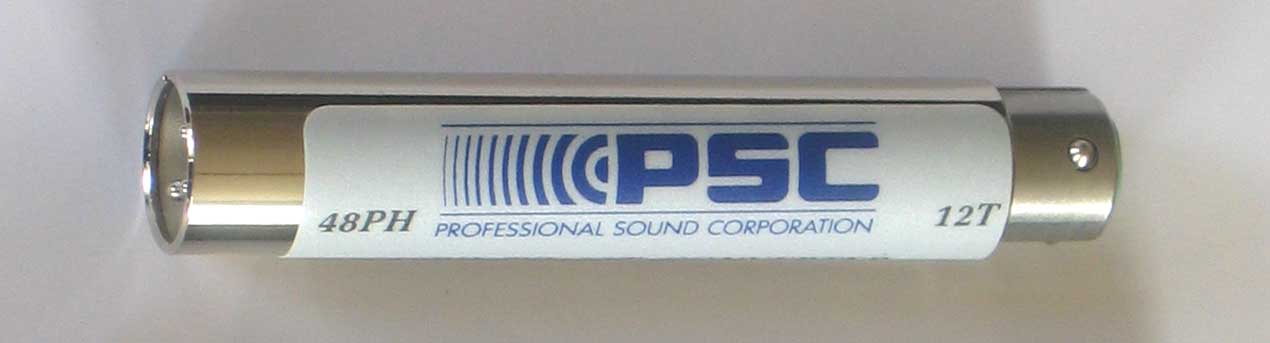 PSC
48PH PROFESSIONAL SOUND CORPORATION 12T